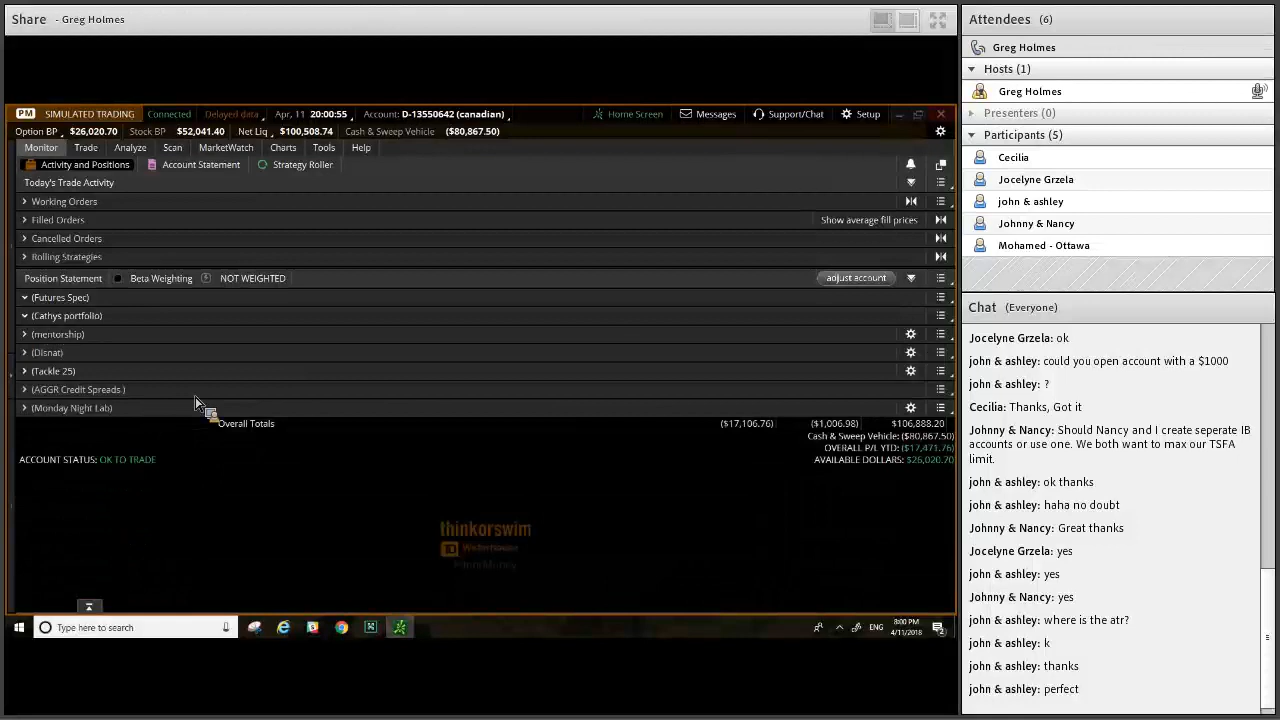 Share - Greg Holmes
PM SIMULATED TRADING Connected Delayed data Apr, 11 20:00:55 Account: D-13550642 (canadian) Home Screen Messages Support/Chat Setup
Option BP $26,020.70 Stock BP $52,041.40 Net Liq $100,508.74 Cash & Sweep Vehicle ($80,867.50)
Monitor Trade Analyze Scan MarketWatch Charts Tools Help
Activity and Positions Account Statement Strategy Roller
Today's Trade Activity
Working Orders
Filled Orders Show average fill prices
Cancelled Orders
Rolling Strategies
Position Statement Beta Weighting NOT WEIGHTED adjust account
(Futures Spec)
(Cathys portfolio)
(mentorship)
(Disnat)
(Tackle 25)
(AGGR Credit Spreads )
(Monday Night Lab)
Overall Totals ($17,106.76) ($1,006.98) $106,888.20
Cash & Sweep Vehicle: ($80,867.50)
OVERALL P/L YTD: ($17,471.76)
ACCOUNT STATUS: OK TO TRADE AVAILABLE DOLLARS: $26,020.70
thinkorswim
Type here to search ENG 8:00 PM
4/11/2018
Attendees (6)
Greg Holmes
Hosts (1)
Greg Holmes
Presenters (0)
Participants (5)
Cecilia
Jocelyne Grzela
john & ashley
Johnny & Nancy
Mohamed - Ottawa
Chat (Everyone)
Jocelyne Grzela: ok
john & ashley: could you open account with a $1000
john & ashley: ?
Cecilia: Thanks, Got it
Johnny & Nancy: Should Nancy and I create seperate IB
accounts or use one. We both want to max our TSFA
limit.
john & ashley: ok thanks
john & ashley: haha no doubt
Johnny & Nancy: Great thanks
Jocelyne Grzela: yes
john & ashley: yes
Johnny & Nancy: yes
john & ashley: where is the atr?
john & ashley: k
john & ashley: thanks
john & ashley: perfect